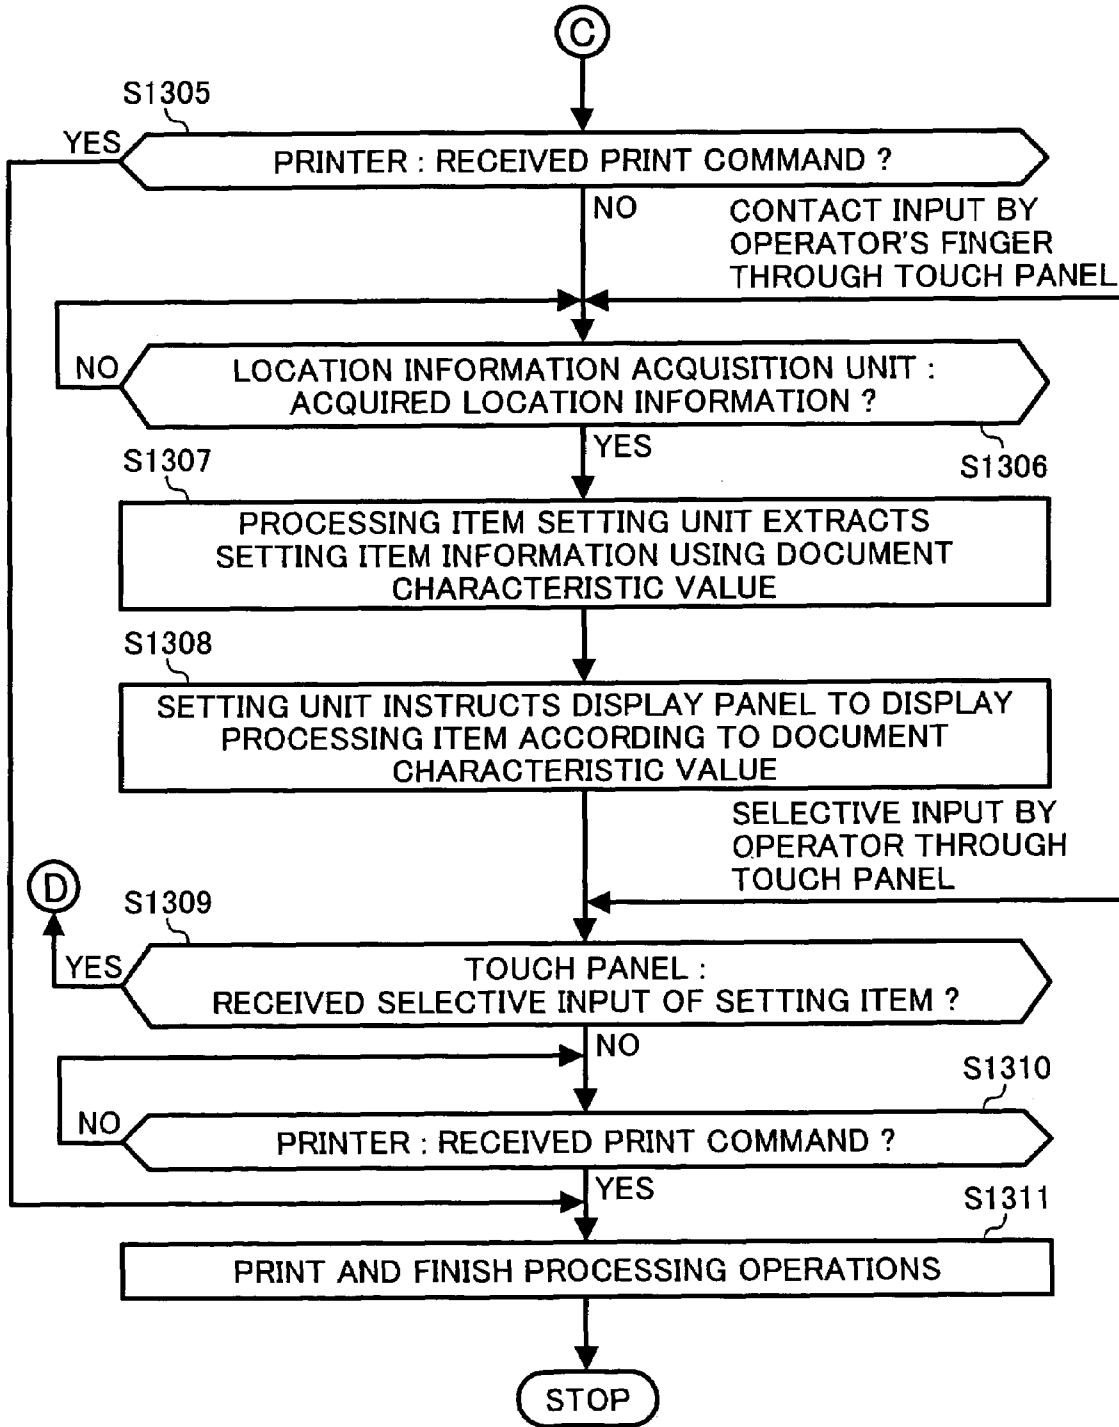 C
S1305
YES
PRINTER : RECEIVED PRINT COMMAND ?
NO
CONTACT INPUT BY
OPERATOR'S FINGER
THROUGH TOUCH PANEL
NO
LOCATION INFORMATION ACQUISITION UNIT :
ACQUIRED LOCATION INFORMATION ?
YES
S1306
S1307
PROCESSING ITEM SETTING UNIT EXTRACTS
SETTING ITEM INFORMATION USING DOCUMENT
CHARACTERISTIC VALUE
S1308
SETTING UNIT INSTRUCTS DISPLAY PANEL TO DISPLAY
PROCESSING ITEM ACCORDING TO DOCUMENT
CHARACTERISTIC VALUE
SELECTIVE INPUT BY
OPERATOR THROUGH
TOUCH PANEL
D
S1309
YES
TOUCH PANEL :
RECEIVED SELECTIVE INPUT OF SETTING ITEM ?
NO
S1310
NO
PRINTER : RECEIVED PRINT COMMAND ?
YES
S1311
PRINT AND FINISH PROCESSING OPERATIONS
STOP